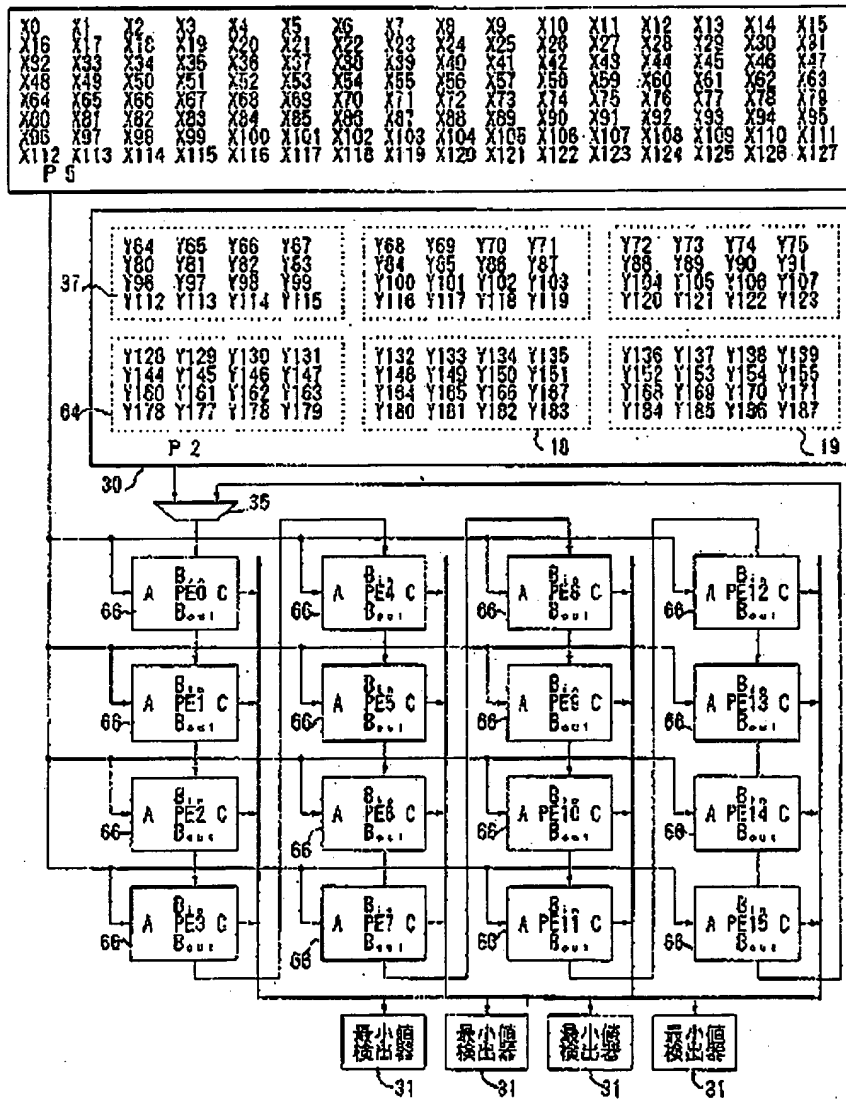 X0 X1 X2 X3 X4 X5 X6 X7 X8 X9 X10 X11 X12 X13 X14 X15
X16 X17 X18 X19 X20 X21 X22 X23 X24 X25 X26 X27 X28 X29 X30 X31
X32 X33 X34 X35 X36 X37 X38 X39 X40 X41 X42 X43 X44 X45 X46 X47
X48 X49 X50 X51 X52 X53 X54 X55 X56 X57 X58 X59 X60 X61 X62 X63
X64 X65 X66 X67 X68 X69 X70 X71 X72 X73 X74 X75 X76 X77 X78 X79
X80 X81 X82 X83 X84 X85 X86 X87 X88 X89 X90 X91 X92 X93 X94 X95
X96 X97 X98 X99 X100 X101 X102 X103 X104 X105 X106 X107 X108 X109 X110 X111
X112 X113 X114 X115 X116 X117 X118 X119 X120 X121 X122 X123 X124 X125 X126 X127
P 5
Y64 Y65 Y66 Y67 Y68 Y69 Y70 Y71 Y72 Y73 Y74 Y75
Y80 Y81 Y82 Y83 Y84 Y85 Y86 Y87 Y88 Y89 Y90 Y91
37 Y96 Y97 Y98 Y99 Y100 Y101 Y102 Y103 Y104 Y105 Y106 Y107
Y112 Y113 Y114 Y115 Y116 Y117 Y118 Y119 Y120 Y121 Y122 Y123
Y128 Y129 Y130 Y131 Y132 Y133 Y134 Y135 Y136 Y137 Y138 Y139
Y144 Y145 Y146 Y147 Y148 Y149 Y150 Y151 Y152 Y153 Y154 Y155
Y160 Y161 Y162 Y163 Y164 Y165 Y166 Y167 Y168 Y169 Y170 Y171
64 Y178 Y177 Y178 Y179 Y180 Y181 Y182 Y183 Y184 Y185 Y186 Y187
P 2 18 19
30 35
Bin Bin Bin Bin
A PE0 C A PE4 C A PE8 C A PE12 C
66 Bout 66 Bout 66 Bout 66 Bout
Bin Bin Bin Bin
A PE1 C A PE5 C A PE9 C A PE13 C
66 Bout 66 Bout 66 Bout 66 Bout
Bin Bin Bin Bin
A PE2 C A PE6 C A PE10 C A PE14 C
66 Bout 66 Bout 66 Bout 66 Bout
Bin Bin Bin Bin
A PE3 C A PE7 C A PE11 C A PE15 C
66 Bout 66 Bout 66 Bout 66 Bout
最小値 最小値 最小値 最小値
検出器 検出器 検出器 検出器
31 31 31 31